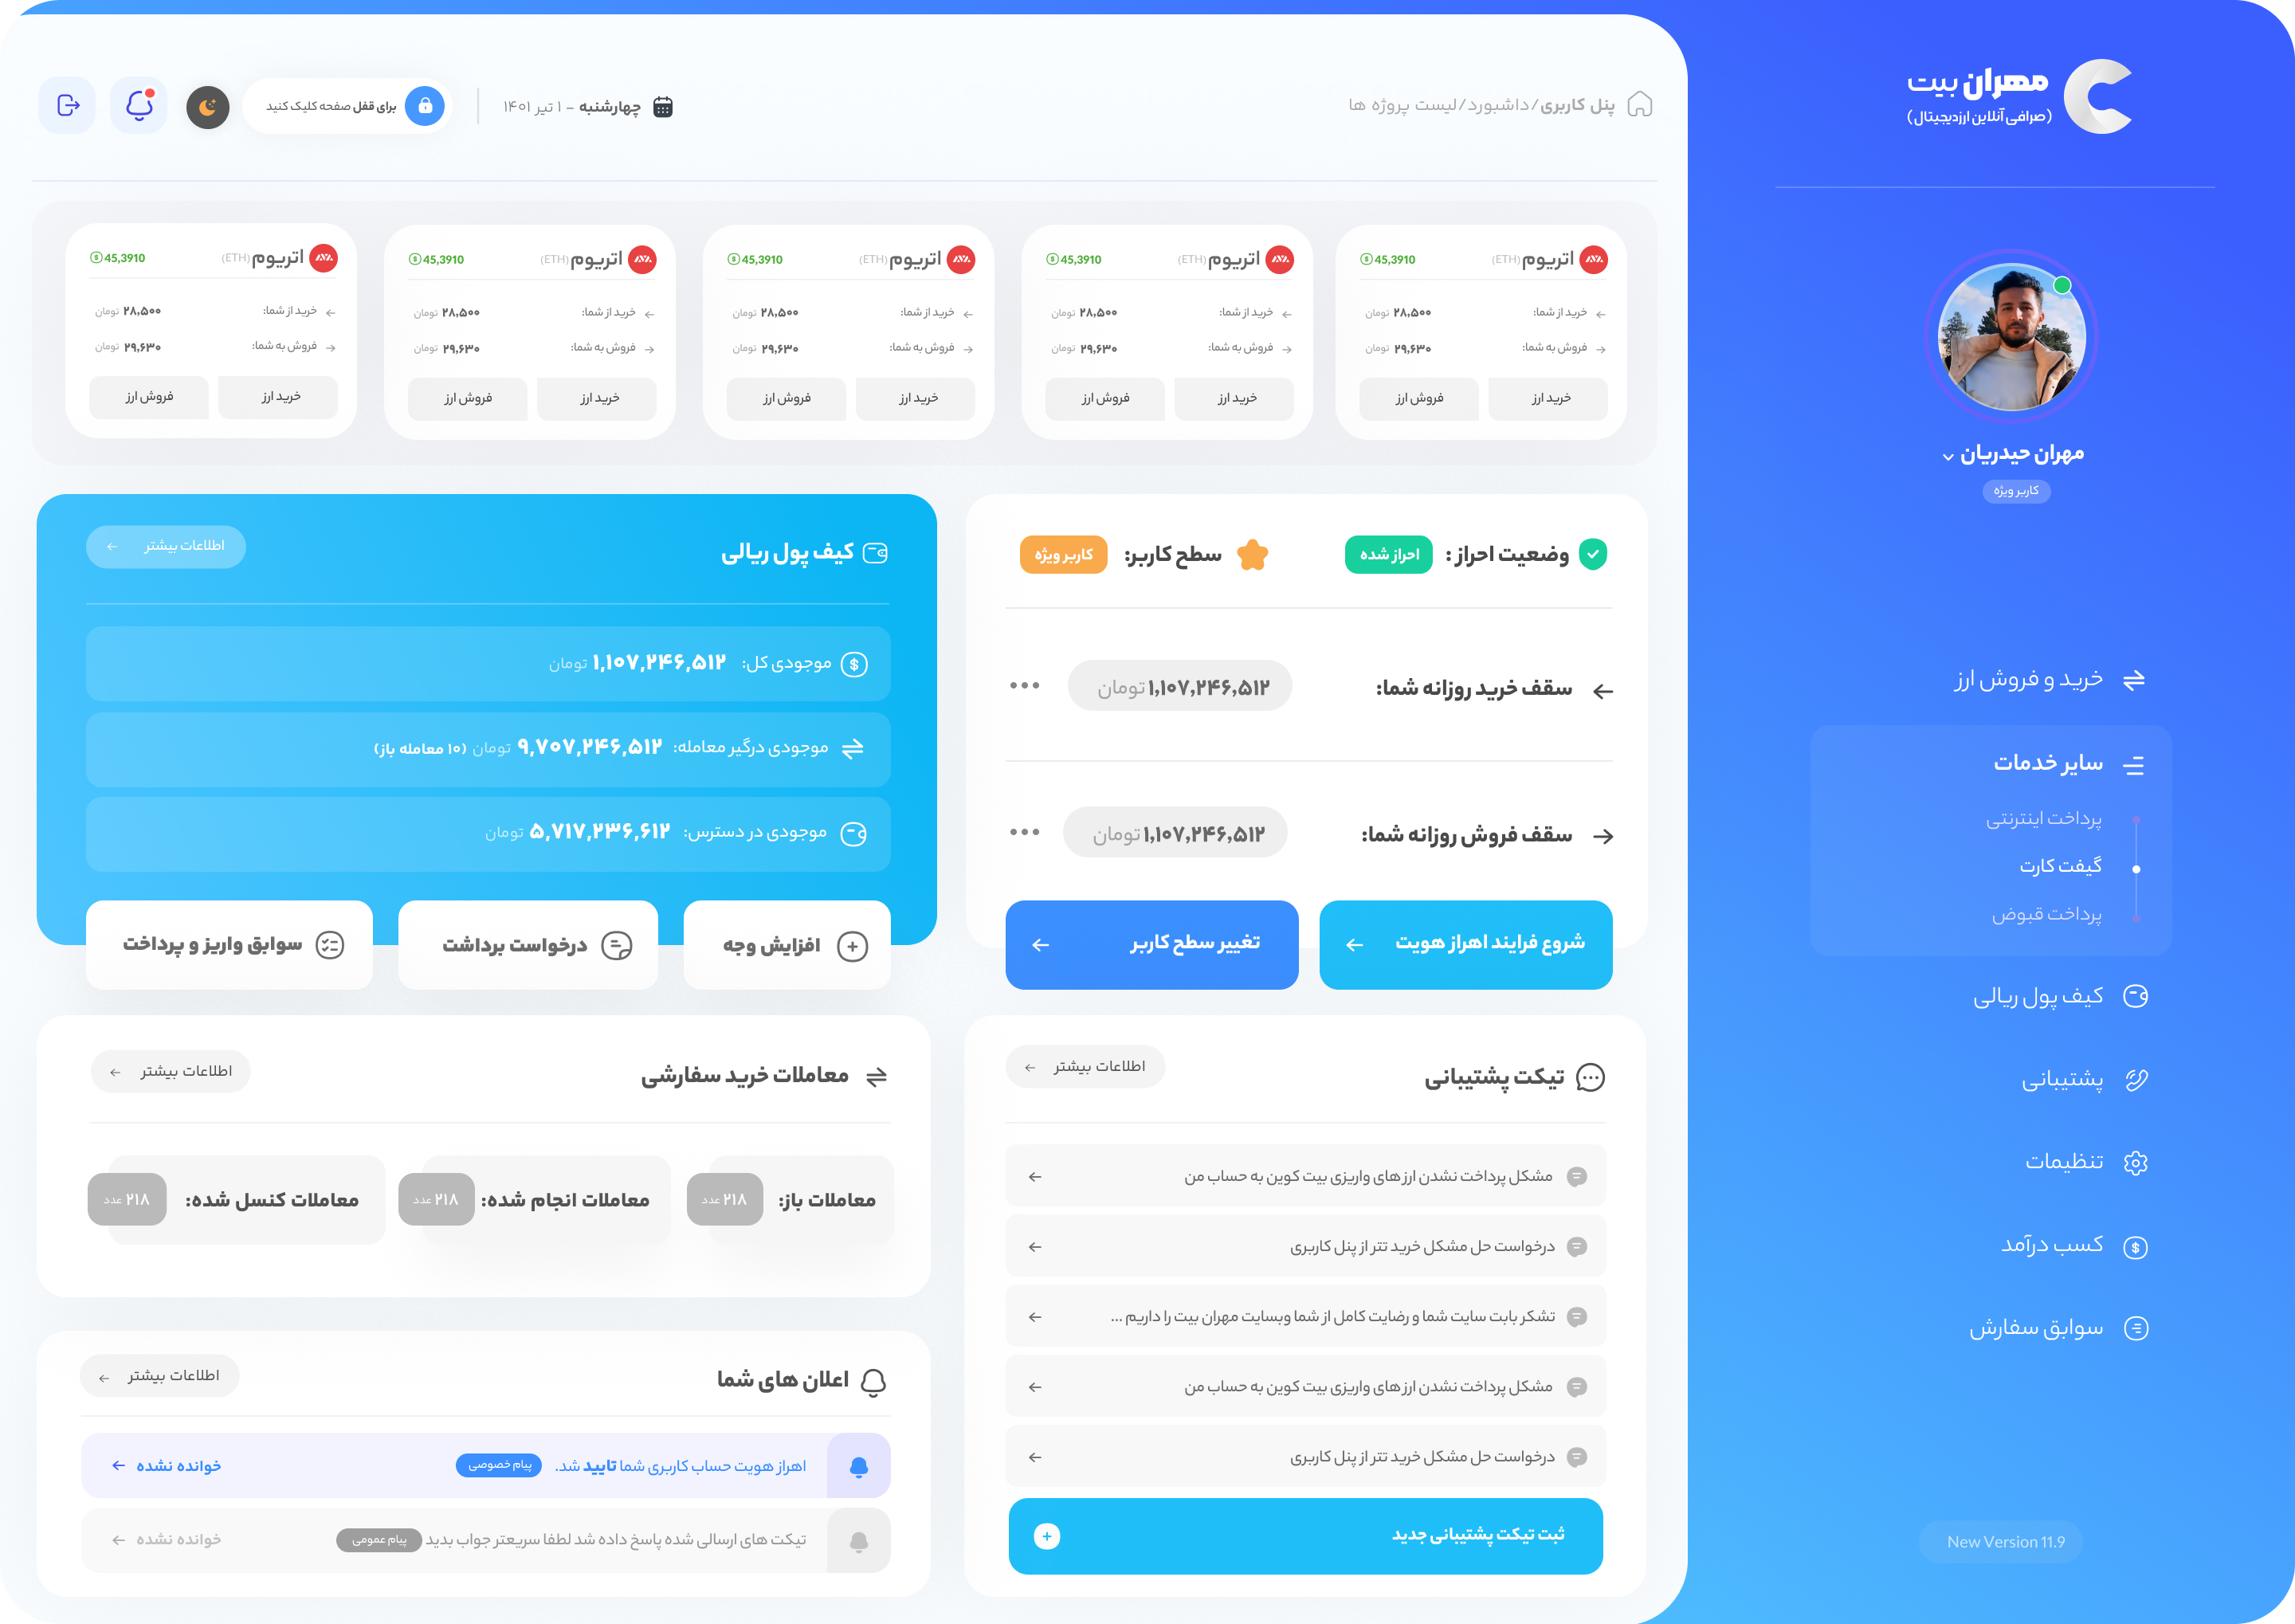 مهران بیت
(صرافی آنلاین ارزدیجیتال)
مهران حیدریان
کاربر ویژه
خرید و فروش ارز
سایر خدمات
پرداخت اینترنتی
گیفت کارت
پرداخت قبوض
کیف پول ریالی
پشتیبانی
تنظیمات
کسب درآمد
سوابق سفارش
New Version 11.9
پنل کاربری/داشبورد/لیست پروژه ها
چهارشنبه - ۱ تیر ۱۴۰۱
برای قفل صفحه کلیک کنید
اتریوم (ETH) 45,3910
خرید از شما: ۲۸,۵۰۰ تومان
فروش به شما: ۲۹,۶۳۰ تومان
خرید ارز فروش ارز
اتریوم (ETH) 45,3910
خرید از شما: ۲۸,۵۰۰ تومان
فروش به شما: ۲۹,۶۳۰ تومان
خرید ارز فروش ارز
اتریوم (ETH) 45,3910
خرید از شما: ۲۸,۵۰۰ تومان
فروش به شما: ۲۹,۶۳۰ تومان
خرید ارز فروش ارز
اتریوم (ETH) 45,3910
خرید از شما: ۲۸,۵۰۰ تومان
فروش به شما: ۲۹,۶۳۰ تومان
خرید ارز فروش ارز
اتریوم (ETH) 45,3910
خرید از شما: ۲۸,۵۰۰ تومان
فروش به شما: ۲۹,۶۳۰ تومان
خرید ارز فروش ارز
وضعیت احراز : احراز شده سطح کاربر: کاربر ویژه
سقف خرید روزانه شما: ۱,۱۰۷,۲۴۶,۵۱۲ تومان
سقف فروش روزانه شما: ۱,۱۰۷,۲۴۶,۵۱۲ تومان
شروع فرایند اهراز هویت
تغییر سطح کاربر
کیف پول ریالی
اطلاعات بیشتر
موجودی کل: ۱,۱۰۷,۲۴۶,۵۱۲ تومان
موجودی درگیر معامله: ۹,۷۰۷,۲۴۶,۵۱۲ تومان (۱۰ معامله باز)
موجودی در دسترس: ۵,۷۱۷,۲۳۶,۶۱۲ تومان
افزایش وجه
درخواست برداشت
سوابق واریز و پرداخت
تیکت پشتیبانی
اطلاعات بیشتر
مشکل پرداخت نشدن ارز های واریزی بیت کوین به حساب من
درخواست حل مشکل خرید تتر از پنل کاربری
تشکر بابت سایت شما و رضایت کامل از شما وبسایت مهران بیت را داریم ...
مشکل پرداخت نشدن ارز های واریزی بیت کوین به حساب من
درخواست حل مشکل خرید تتر از پنل کاربری
ثبت تیکت پشتیبانی جدید
معاملات خرید سفارشی
اطلاعات بیشتر
معاملات باز: ۲۱۸ عدد
معاملات انجام شده: ۲۱۸ عدد
معاملات کنسل شده: ۲۱۸ عدد
اعلان های شما
اطلاعات بیشتر
اهراز هویت حساب کاربری شما تایید شد. پیام خصوصی خوانده نشده
تیکت های ارسالی شده پاسخ داده شد لطفا سریعتر جواب بدید پیام عمومی خوانده نشده